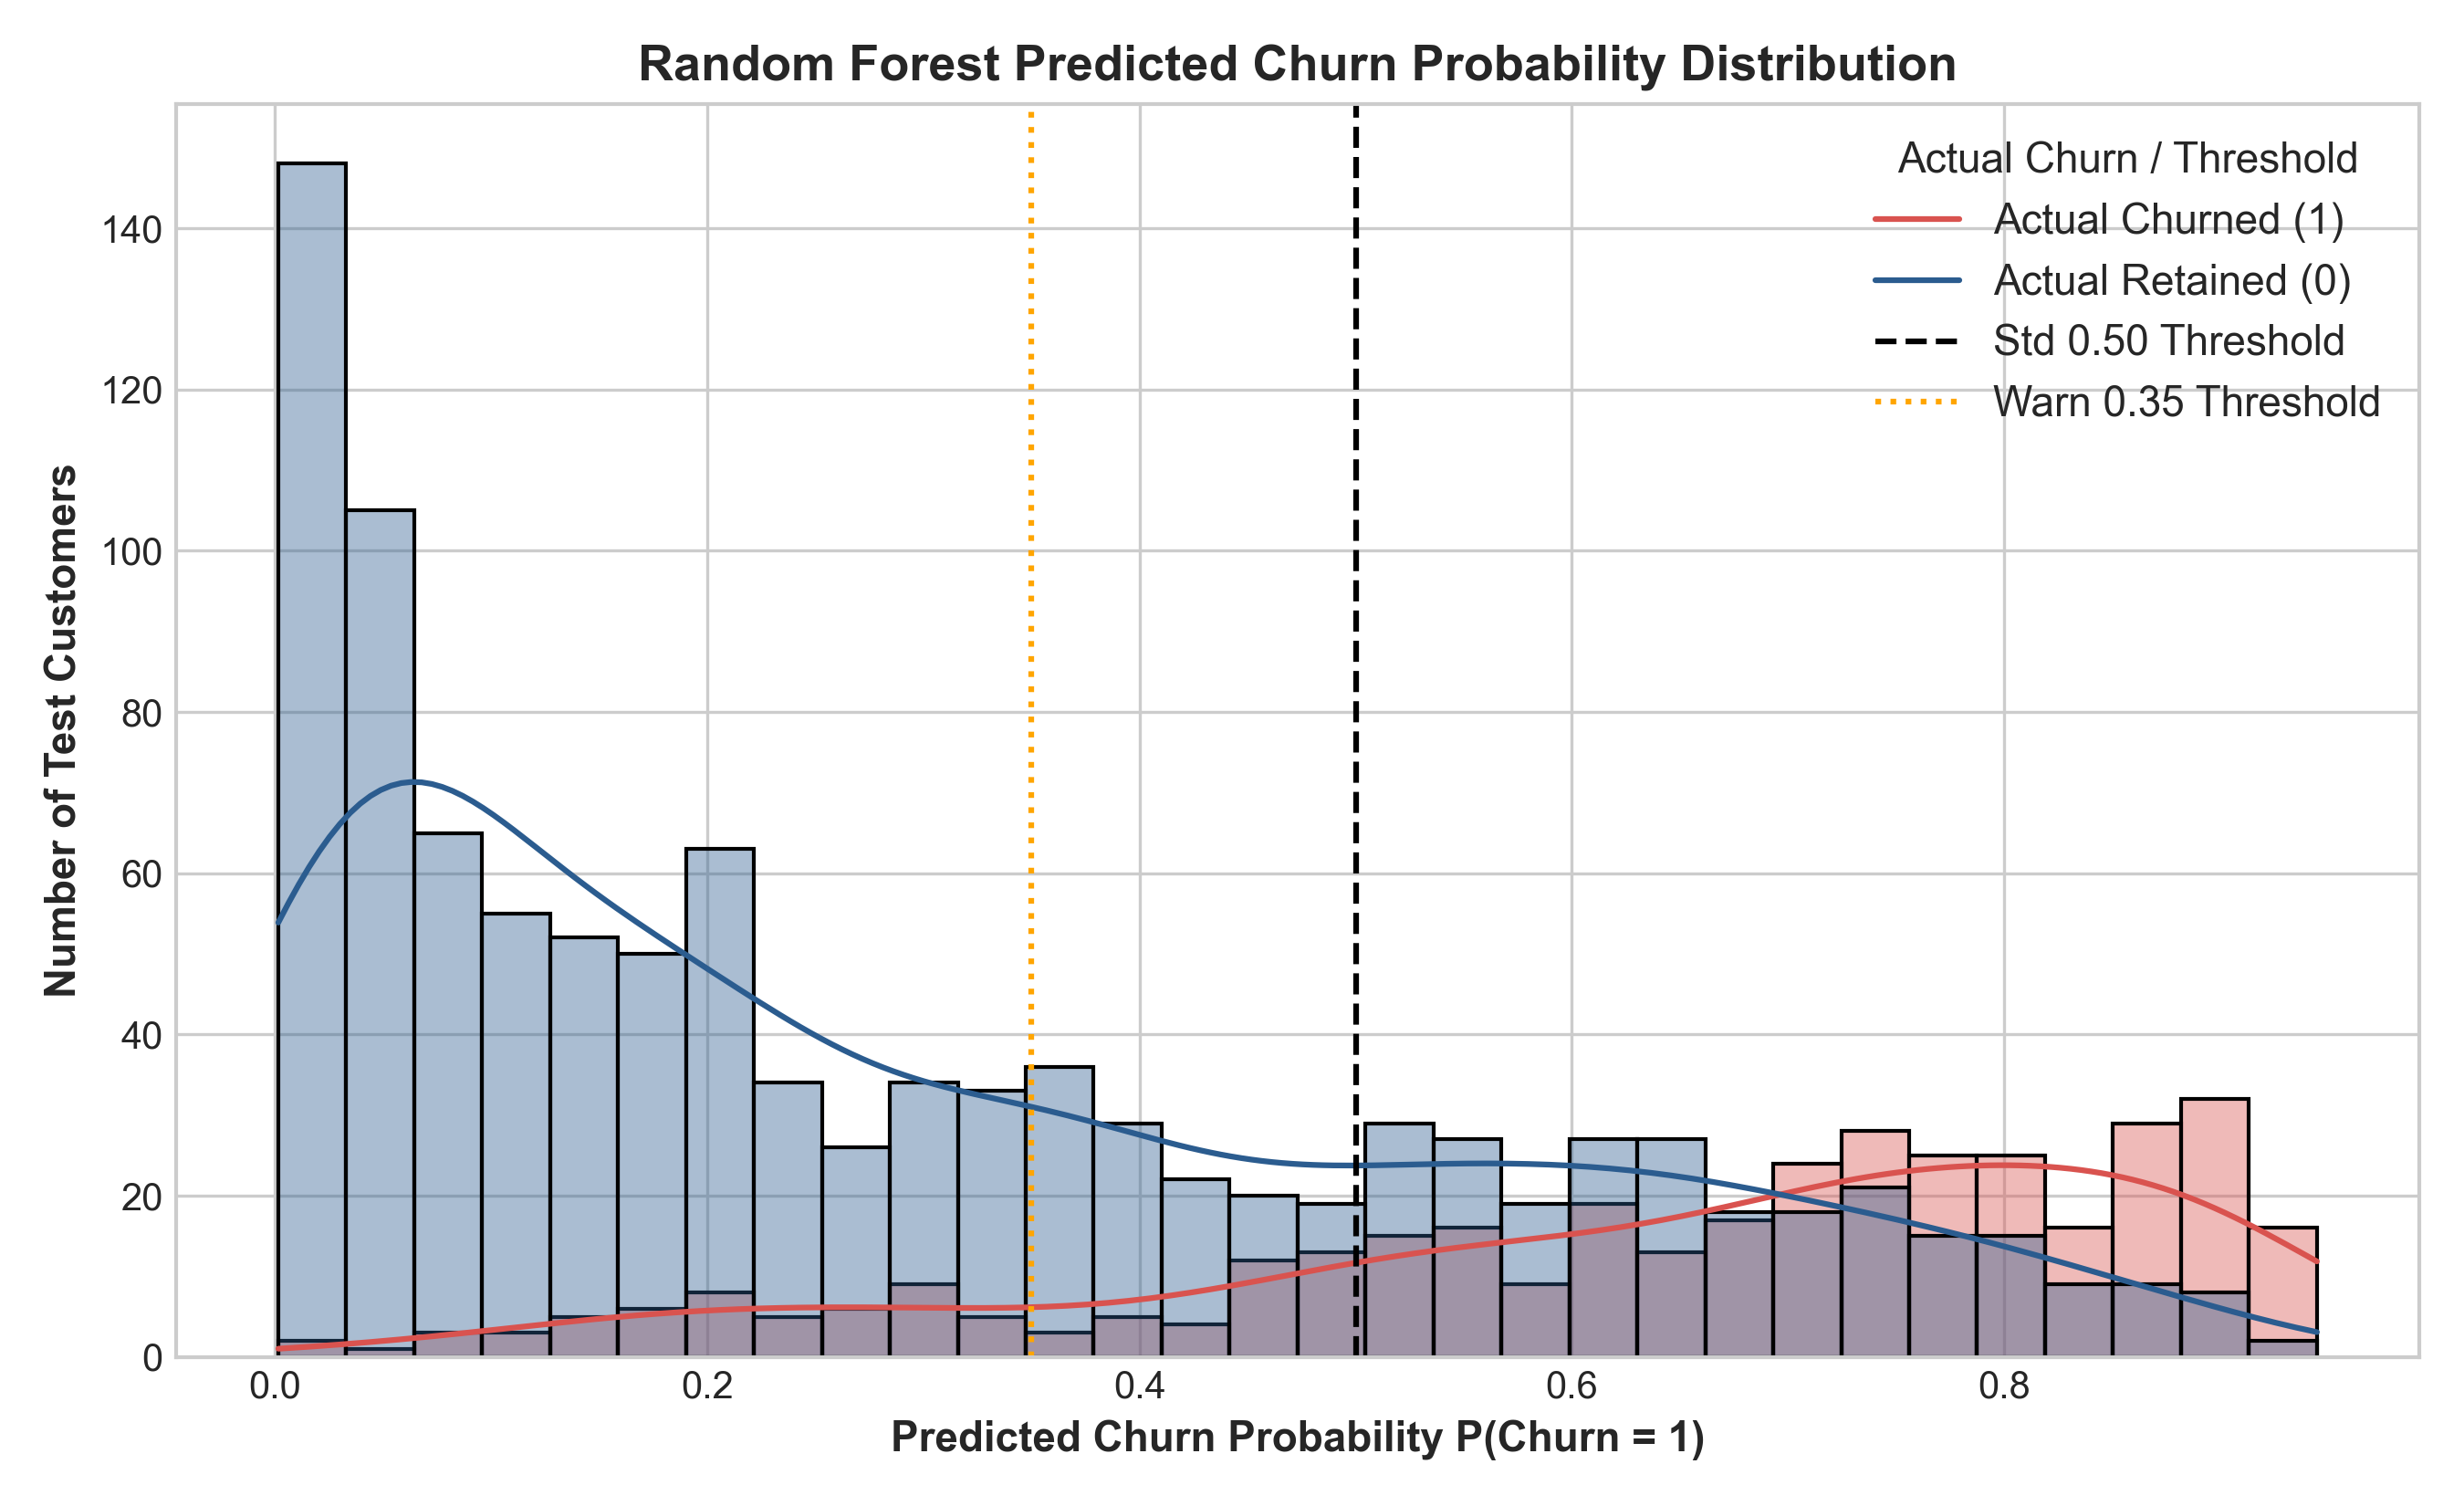 Random Forest Predicted Churn Probability Distribution
Actual Churn / Threshold
Actual Churned (1)
Actual Retained (0)
Std 0.50 Threshold
Warn 0.35 Threshold
Number of Test Customers
140
120
100
80
60
40
20
0
0.0 0.2 0.4 0.6 0.8
Predicted Churn Probability P(Churn = 1)